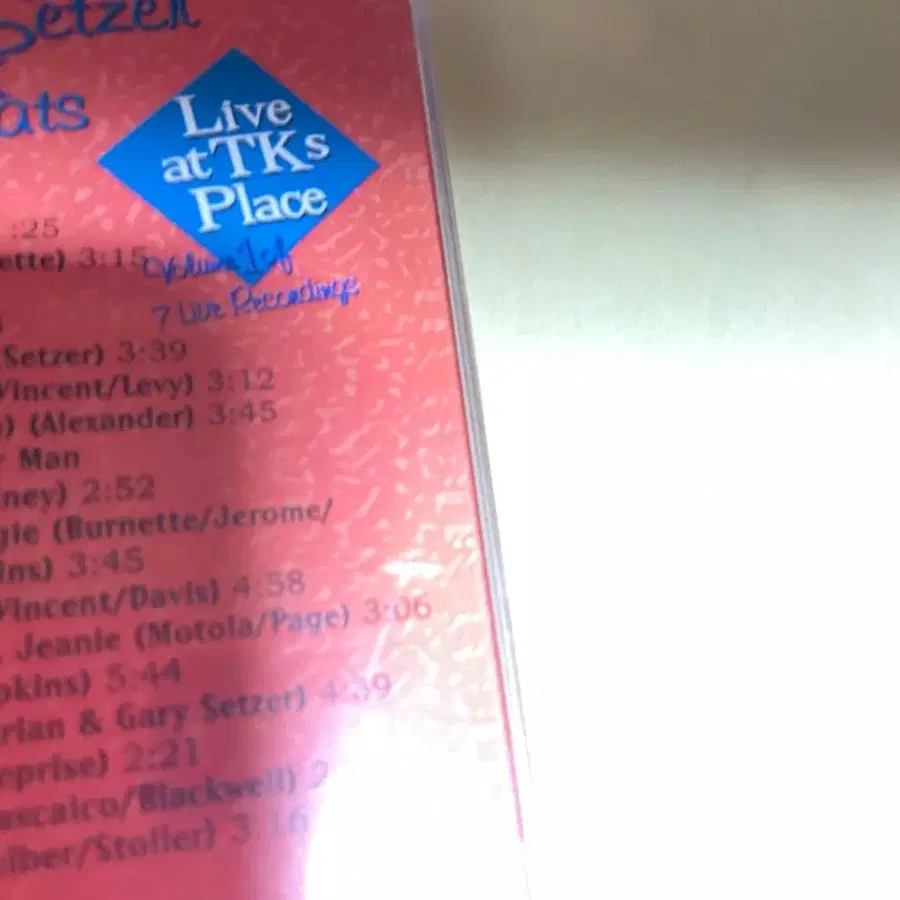 Setzer
ats
Live
at TKs
Place
:25
ette) 3:15
Volume 1 of
7 Live Recordings
Setzer) 3:39
Vincent/Levy) 3:12
) (Alexander) 3:45
Man
ney) 2:52
gie (Burnette/Jerome/
ins) 3:45
Vincent/Davis) 4:58
Jeanie (Motola/Page) 3:06
pkins) 5:44
rian & Gary Setzer) 4:39
eprise) 2:21
ascalco/Blackwell) 2
eiber/Stoller) 3:16